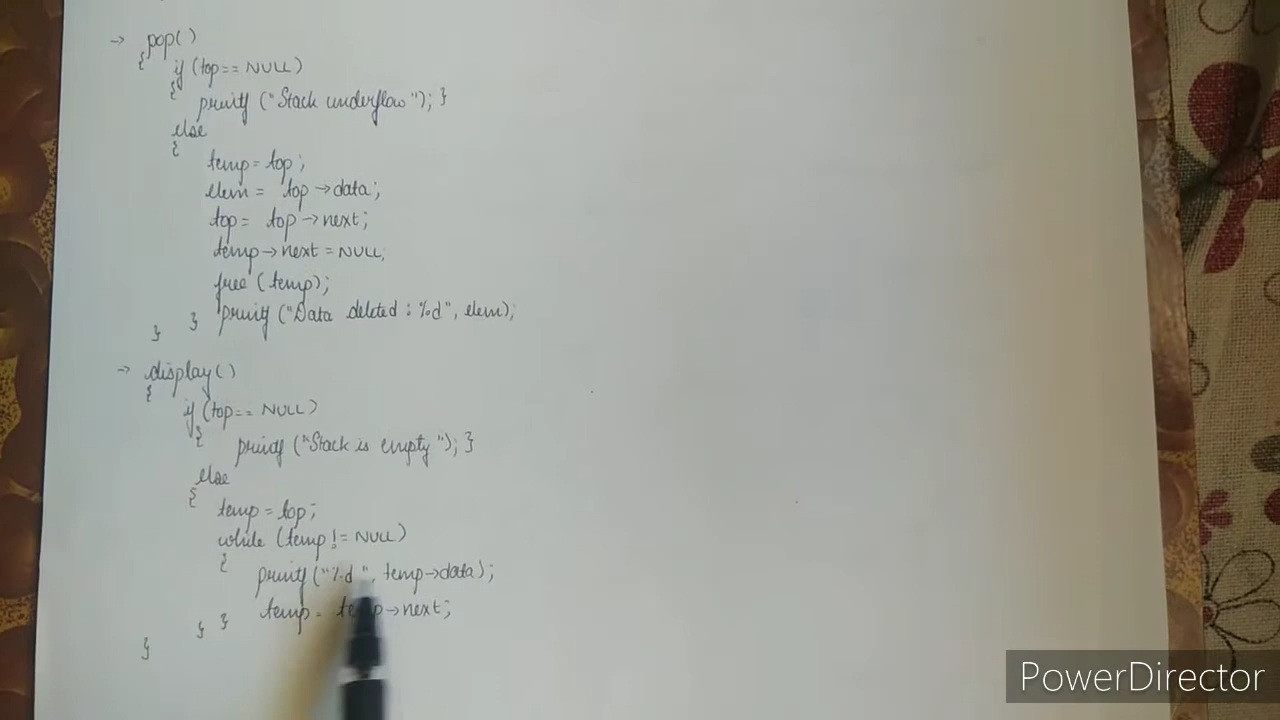 → pop()
{
if (top == NULL)
{
printf ("Stack underflow"); }
else
{
temp = top;
elem = top → data;
top = top → next;
temp → next = NULL;
free (temp);
} printf ("Data deleted : %d", elem);
}
→ display()
{
if (top == NULL)
{
printf ("Stack is empty"); }
else
{
temp = top;
while (temp != NULL)
{
printf ("%d", temp → data);
temp = temp → next;
} }
}
PowerDirector